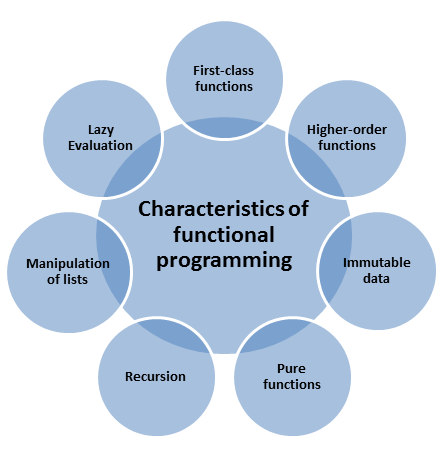 First-class
functions
Higher-order
functions
Immutable
data
Pure
functions
Recursion
Manipulation
of lists
Lazy
Evaluation
Characteristics of
functional
programming